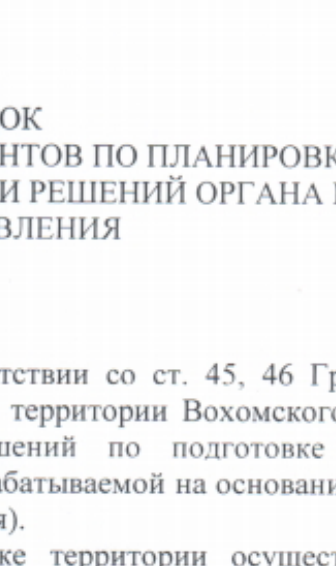 ОК
НТОВ ПО ПЛАНИРОВК
И РЕШЕНИЙ ОРГАНА
ВЛЕНИЯ
тствии со ст. 45, 46 Гр
территории Вохомского
шений по подготовке
абатываемой на основани
я).
ке территории осущест